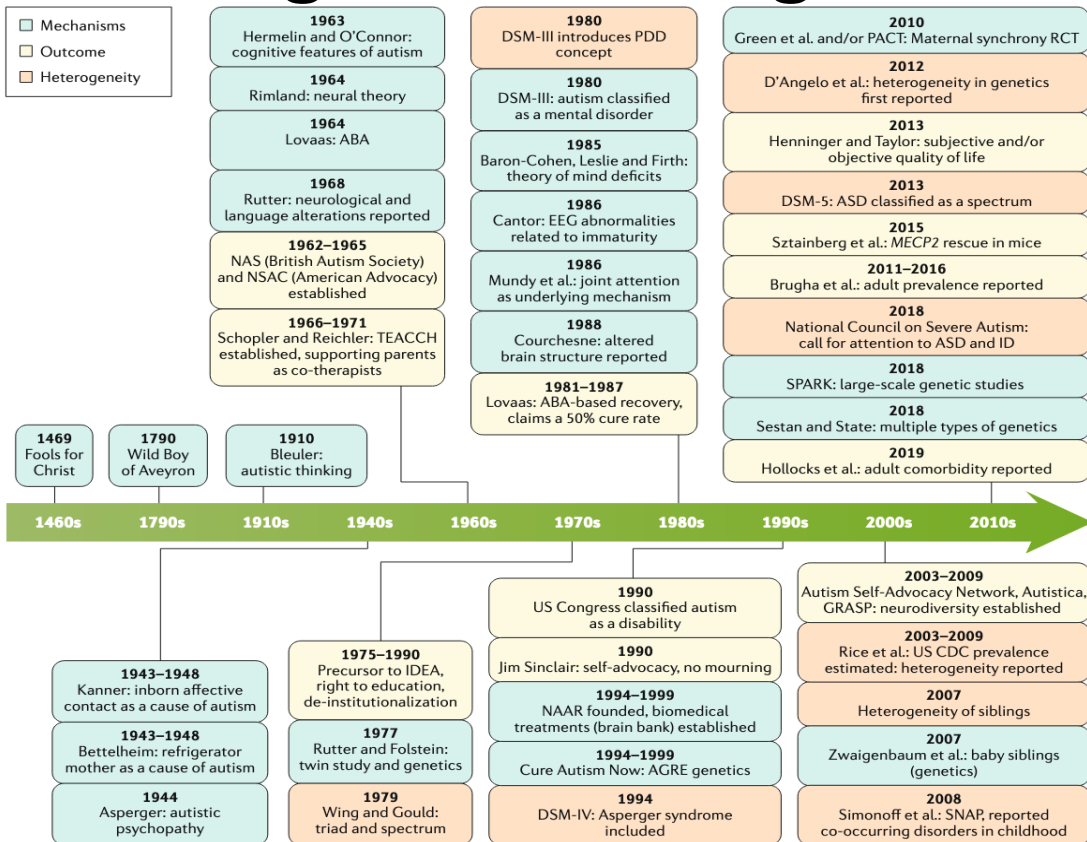 Mechanisms
Outcome
Heterogeneity
1963
Hermelin and O'Connor:
cognitive features of autism
1964
Rimland: neural theory
1964
Lovaas: ABA
1968
Rutter: neurological and
language alterations reported
1962–1965
NAS (British Autism Society)
and NSAC (American Advocacy)
established
1966–1971
Schopler and Reichler: TEACCH
established, supporting parents
as co-therapists
1980
DSM-III introduces PDD
concept
1980
DSM-III: autism classified
as a mental disorder
1985
Baron-Cohen, Leslie and Firth:
theory of mind deficits
1986
Cantor: EEG abnormalities
related to immaturity
1986
Mundy et al.: joint attention
as underlying mechanism
1988
Courchesne: altered
brain structure reported
1981–1987
Lovaas: ABA-based recovery,
claims a 50% cure rate
2010
Green et al. and/or PACT: Maternal synchrony RCT
2012
D'Angelo et al.: heterogeneity in genetics
first reported
2013
Henninger and Taylor: subjective and/or
objective quality of life
2013
DSM-5: ASD classified as a spectrum
2015
Sztainberg et al.: MECP2 rescue in mice
2011–2016
Brugha et al.: adult prevalence reported
2018
National Council on Severe Autism:
call for attention to ASD and ID
2018
SPARK: large-scale genetic studies
2018
Sestan and State: multiple types of genetics
2019
Hollocks et al.: adult comorbidity reported
1469
Fools for
Christ
1790
Wild Boy
of Aveyron
1910
Bleuler:
autistic thinking
1460s 1790s 1910s 1940s 1960s 1970s 1980s 1990s 2000s 2010s
1943–1948
Kanner: inborn affective
contact as a cause of autism
1943–1948
Bettelheim: refrigerator
mother as a cause of autism
1944
Asperger: autistic
psychopathy
1975–1990
Precursor to IDEA,
right to education,
de-institutionalization
1977
Rutter and Folstein:
twin study and genetics
1979
Wing and Gould:
triad and spectrum
1990
US Congress classified autism
as a disability
1990
Jim Sinclair: self-advocacy, no mourning
1994–1999
NAAR founded, biomedical
treatments (brain bank) established
1994–1999
Cure Autism Now: AGRE genetics
1994
DSM-IV: Asperger syndrome
included
2003–2009
Autism Self-Advocacy Network, Autistica,
GRASP: neurodiversity established
2003–2009
Rice et al.: US CDC prevalence
estimated: heterogeneity reported
2007
Heterogeneity of siblings
2007
Zwaigenbaum et al.: baby siblings
(genetics)
2008
Simonoff et al.: SNAP, reported
co-occurring disorders in childhood